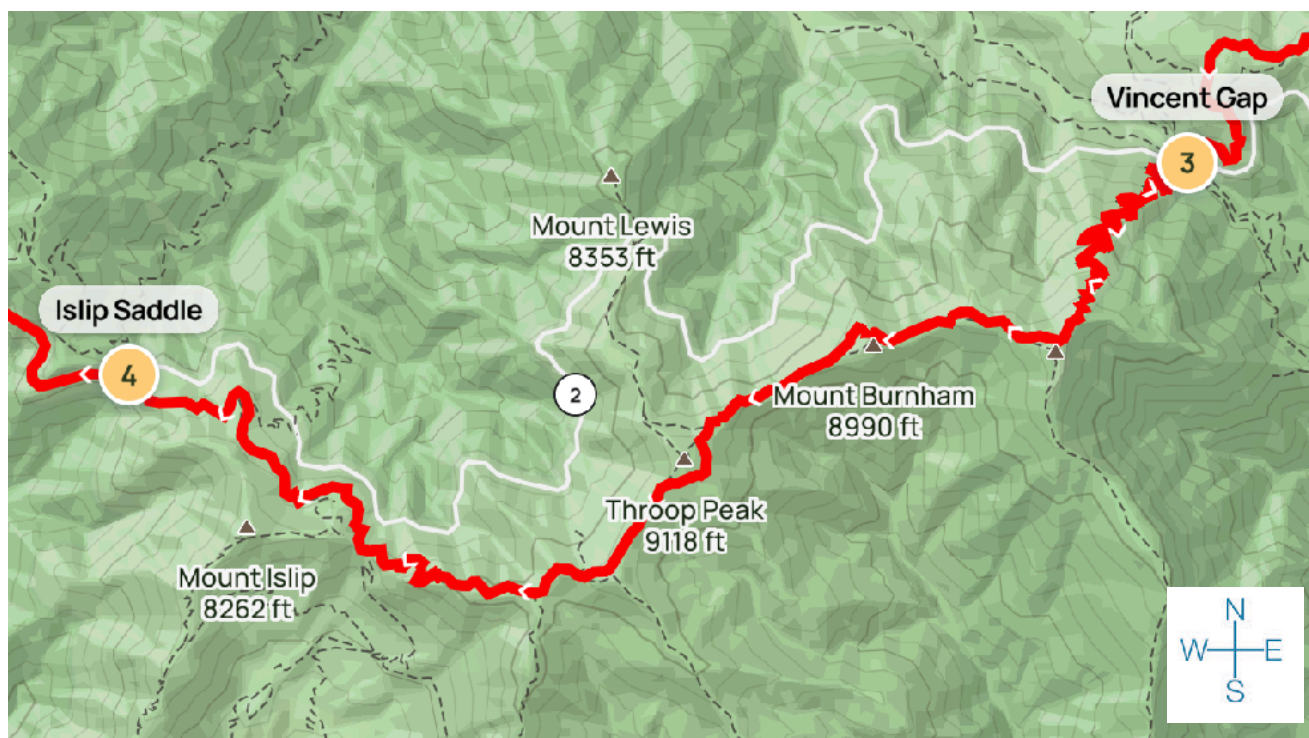 Vincent Gap
3
Mount Lewis
8353 ft
Islip Saddle
4
2
Mount Burnham
8990 ft
Throop Peak
9118 ft
Mount Islip
8262 ft
N
W E
S